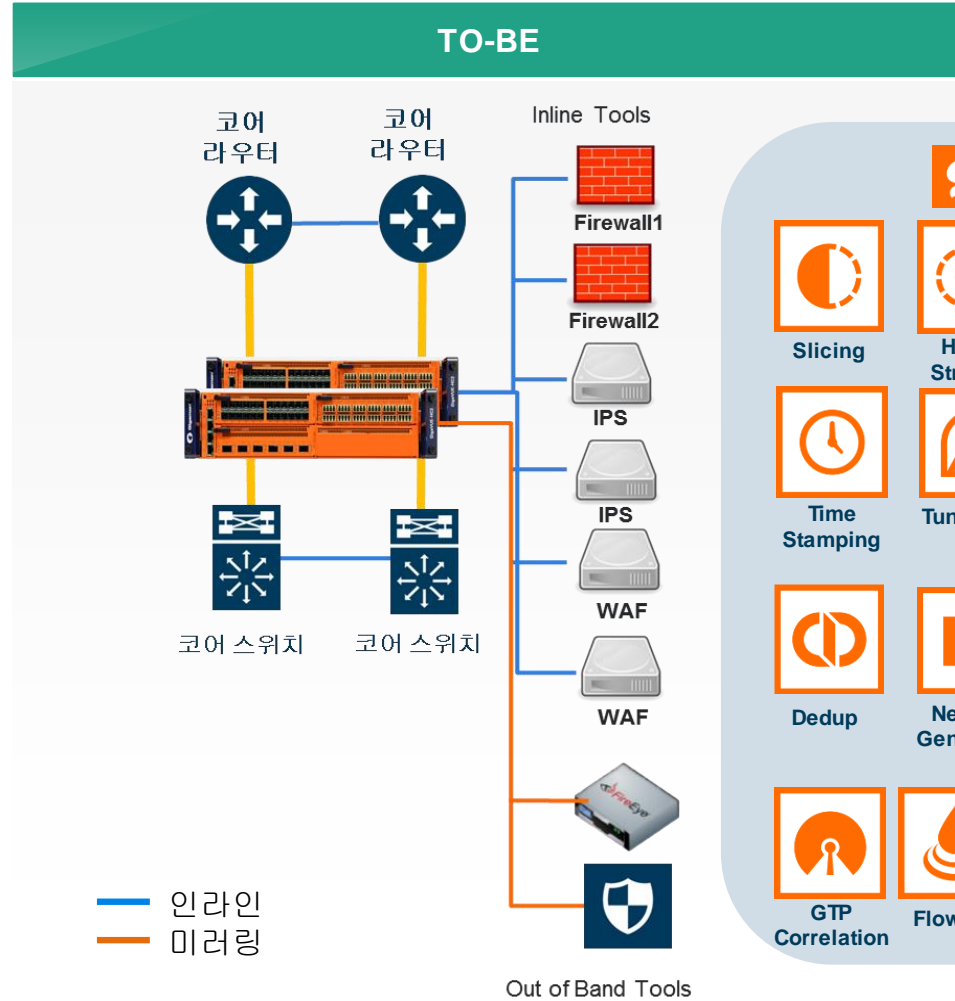 TO-BE
코어
라우터
코어
라우터
Inline Tools
Firewall1
Firewall2
IPS
IPS
WAF
WAF
코어 스위치
코어 스위치
FireEye
Out of Band Tools
인라인
미러링
Slicing
Time
Stamping
Dedup
GTP
Correlation